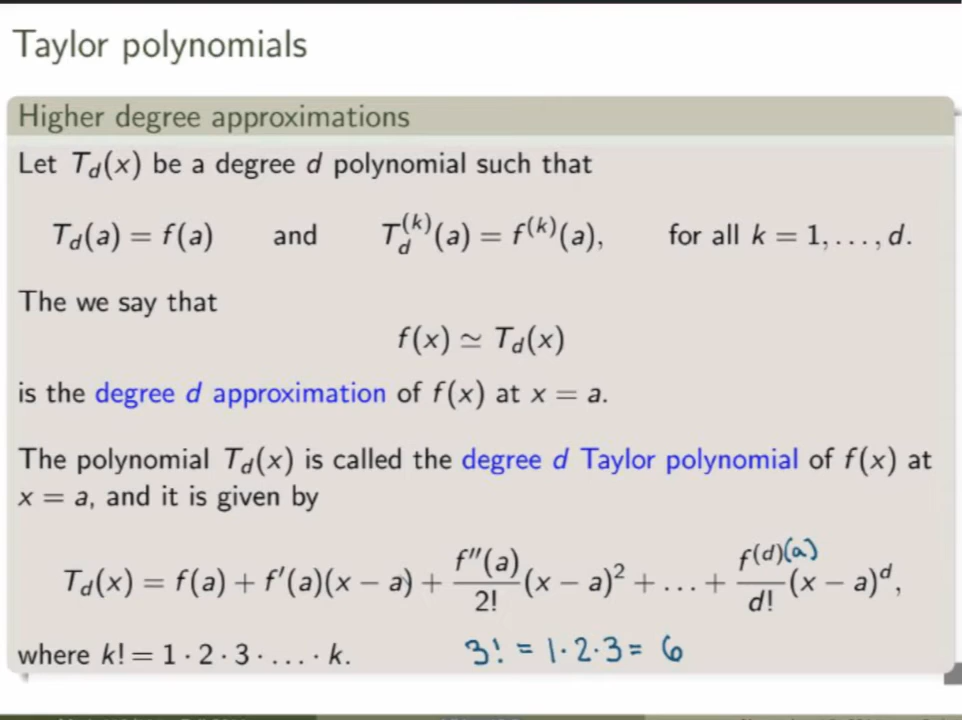 Taylor polynomials
Higher degree approximations
Let T_d(x) be a degree d polynomial such that
T_d(a) = f(a) and T_d^(k)(a) = f^(k)(a), for all k = 1, . . . , d.
The we say that
f(x) ≃ T_d(x)
is the degree d approximation of f(x) at x = a.
The polynomial T_d(x) is called the degree d Taylor polynomial of f(x) at
x = a, and it is given by
T_d(x) = f(a) + f′(a)(x − a) + f″(a)/2! (x − a)² + . . . + f^(d)(a)/d! (x − a)^d,
where k! = 1 · 2 · 3 · . . . · k. 3! = 1·2·3 = 6